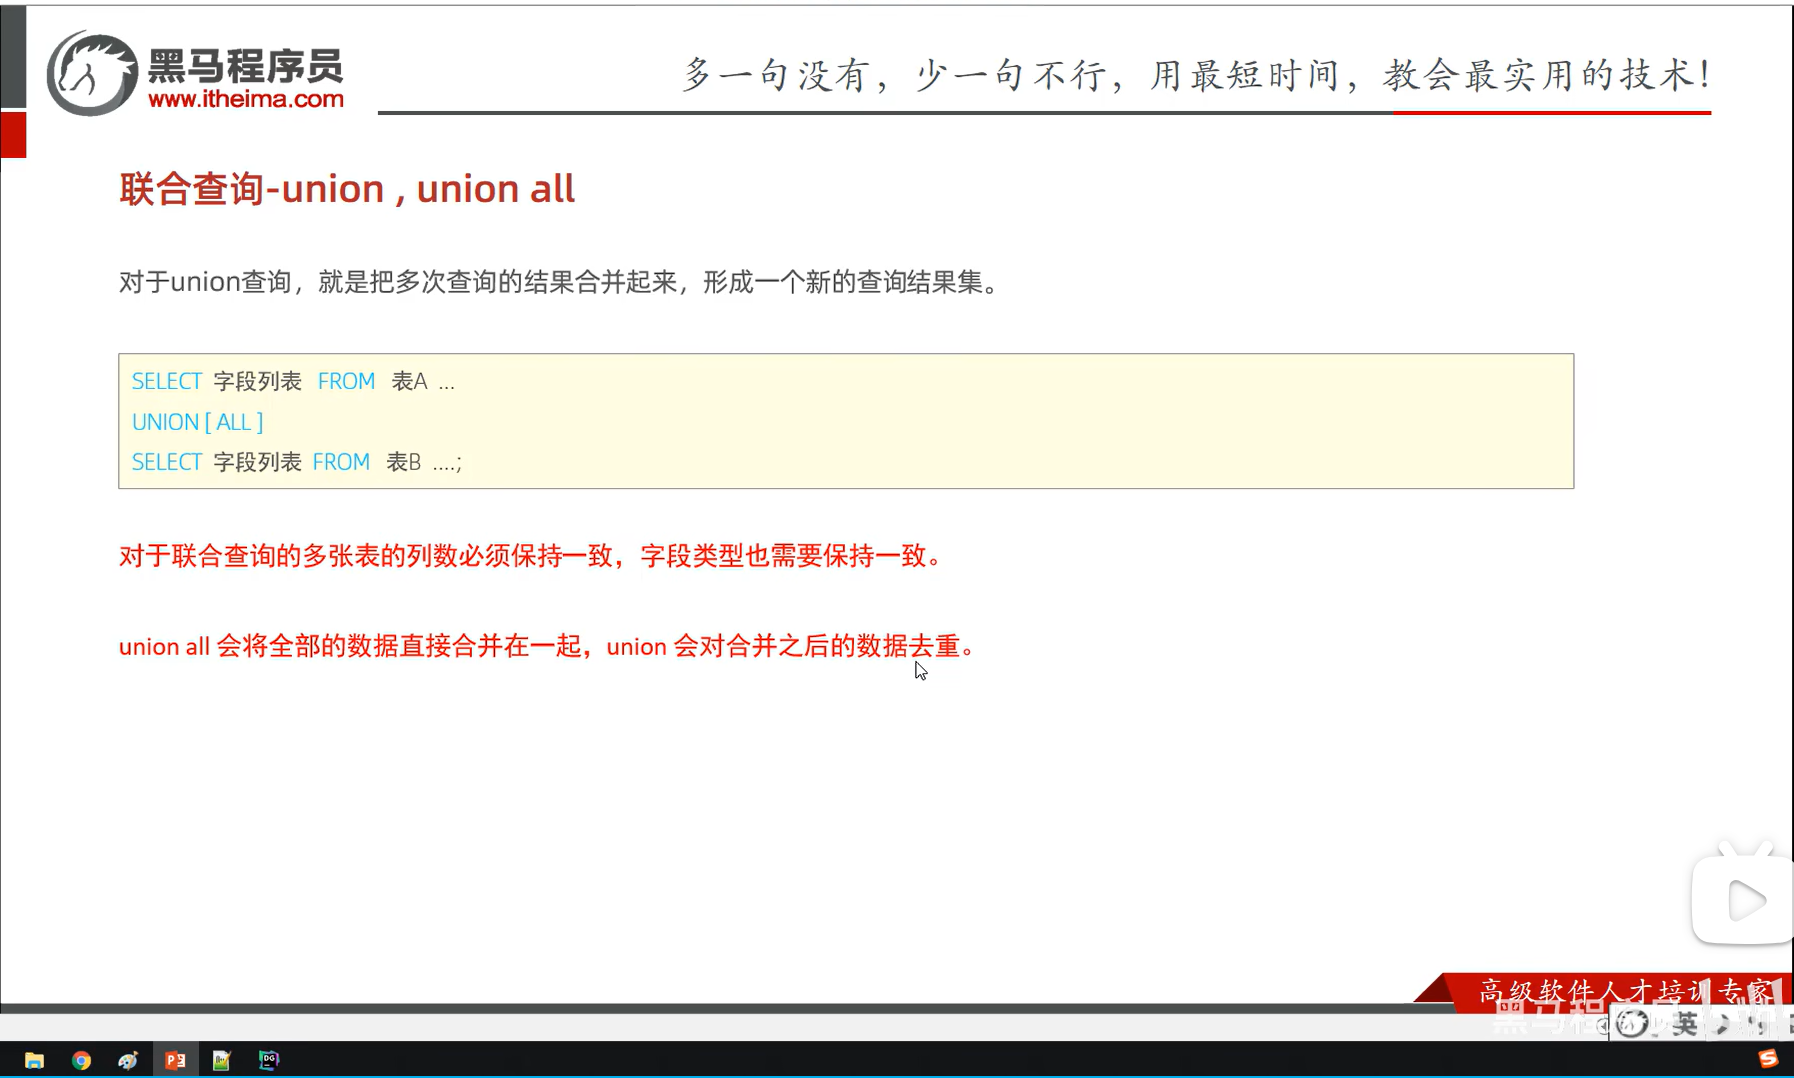 黑马程序员
www.itheima.com
多一句没有，少一句不行，用最短时间，教会最实用的技术！
联合查询-union , union all
对于union查询，就是把多次查询的结果合并起来，形成一个新的查询结果集。
SELECT 字段列表 FROM 表A ...
UNION [ ALL ]
SELECT 字段列表 FROM 表B ....;
对于联合查询的多张表的列数必须保持一致，字段类型也需要保持一致。
union all 会将全部的数据直接合并在一起，union 会对合并之后的数据去重。
高级软件人才培训专家
英